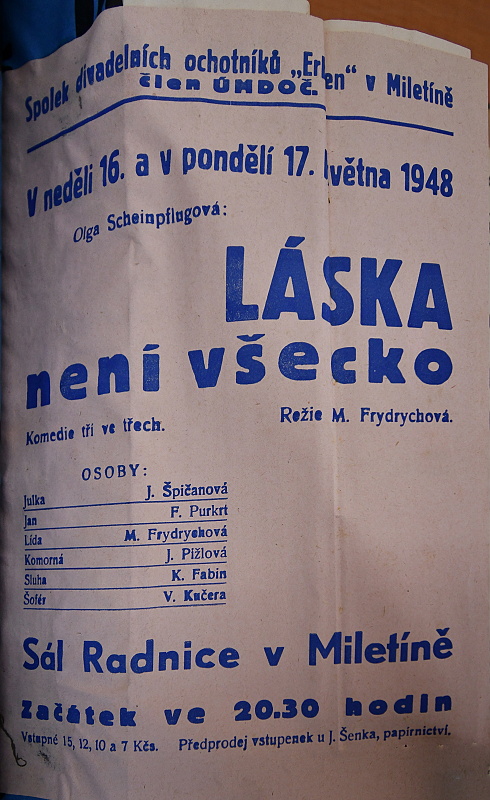 Spolek divadelních ochotníků „Erben“ v Miletíně
člen ÚMDOČ.
V neděli 16. a v pondělí 17. května 1948
Olga Scheinpflugová:
LÁSKA
není všecko
Komedie tří ve třech.
Režie M. Frydrychová.
OSOBY:
Julka J. Špičanová
Jan F. Purkrt
Lída M. Frydrychová
Komorná J. Pižlová
Sluha K. Fabin
Šofér V. Kučera
Sál Radnice v Miletíně
Začátek ve 20.30 hodin
Vstupné 15, 12, 10 a 7 Kčs. Předprodej vstupenek u J. Šenka, papírnictví.